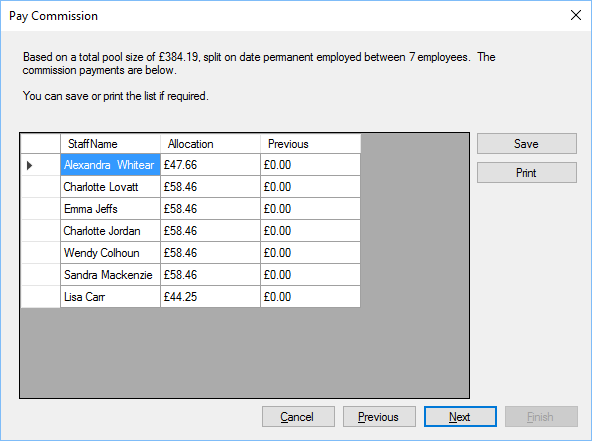 Pay Commission
Based on a total pool size of £384.19, split on date permanent employed between 7 employees. The
commission payments are below.
You can save or print the list if required.
StaffName Allocation Previous
Alexandra Whitear £47.66 £0.00
Charlotte Lovatt £58.46 £0.00
Emma Jeffs £58.46 £0.00
Charlotte Jordan £58.46 £0.00
Wendy Colhoun £58.46 £0.00
Sandra Mackenzie £58.46 £0.00
Lisa Carr £44.25 £0.00
Save
Print
Cancel Previous Next Finish